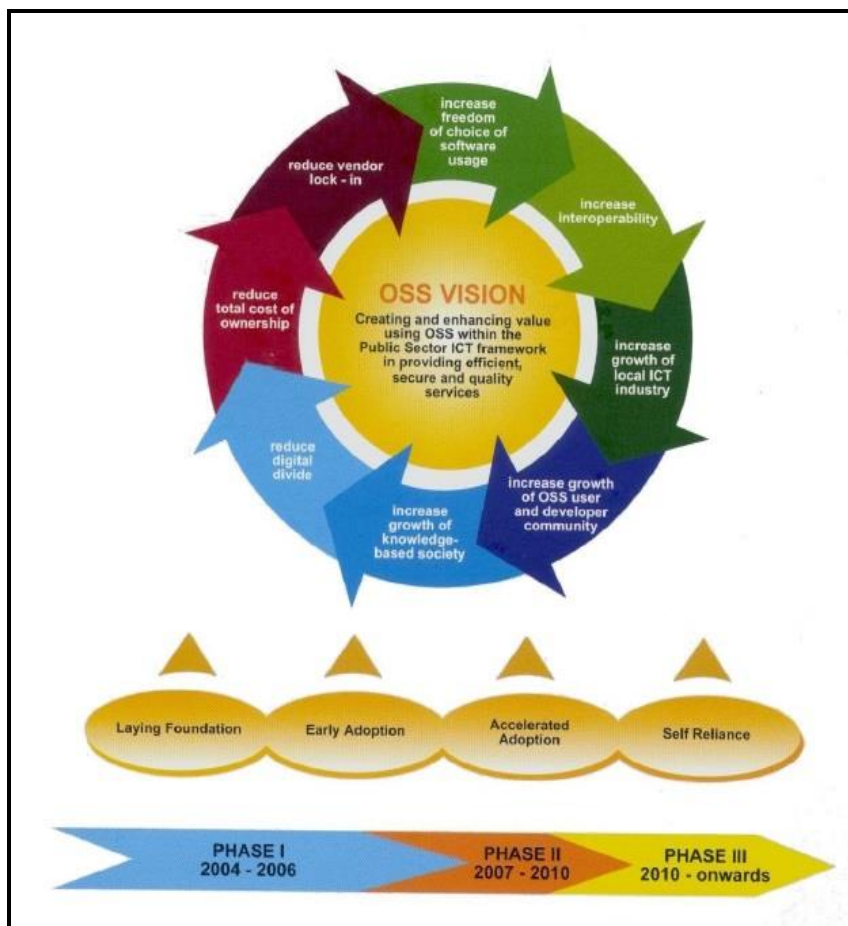 increase
freedom
of choice of
software
usage
increase
interoperability
increase
growth of
local ICT
industry
increase growth
of OSS user
and developer
community
increase
growth of
knowledge-
based society
reduce
digital
divide
reduce
total cost of
ownership
reduce vendor
lock - in
OSS VISION
Creating and enhancing value
using OSS within the
Public Sector ICT framework
in providing efficient,
secure and quality
services
Laying Foundation
Early Adoption
Accelerated
Adoption
Self Reliance
PHASE I
2004 - 2006
PHASE II
2007 - 2010
PHASE III
2010 - onwards